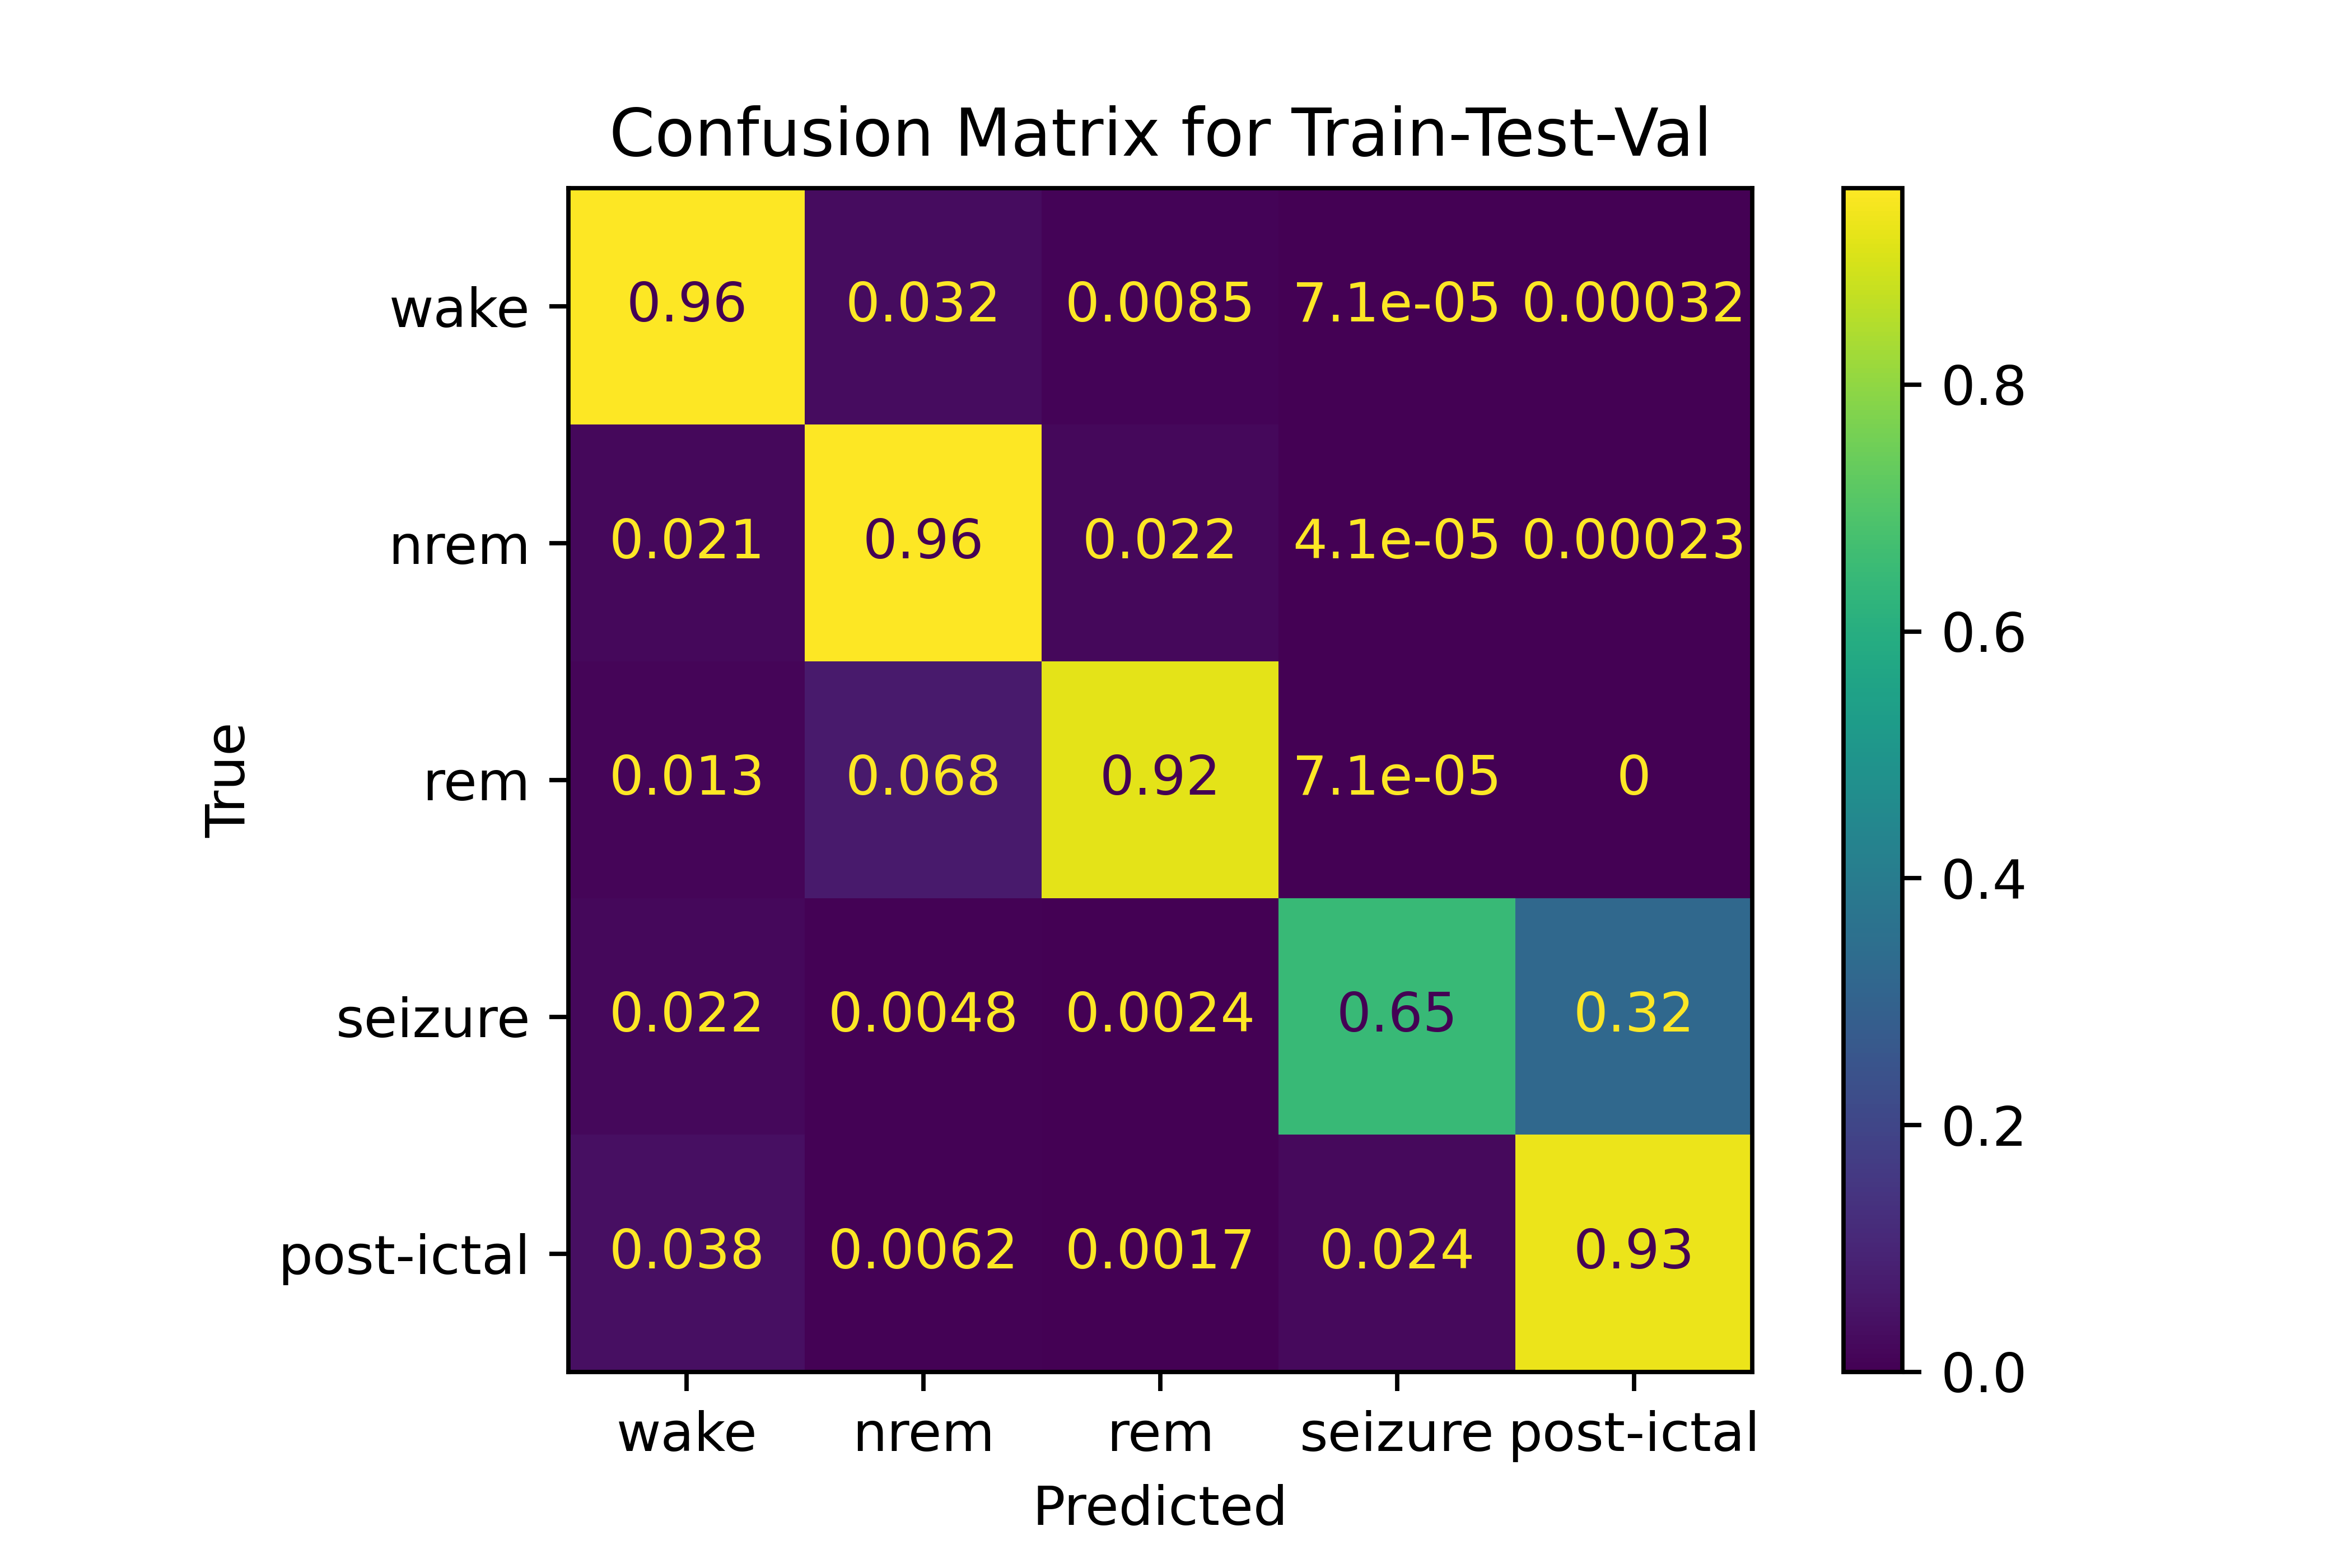 Confusion Matrix for Train-Test-Val
wake 0.96 0.032 0.0085 7.1e-05 0.00032
nrem 0.021 0.96 0.022 4.1e-05 0.00023
rem 0.013 0.068 0.92 7.1e-05 0
seizure 0.022 0.0048 0.0024 0.65 0.32
post-ictal 0.038 0.0062 0.0017 0.024 0.93
wake nrem rem seizure post-ictal
Predicted
True
0.8
0.6
0.4
0.2
0.0